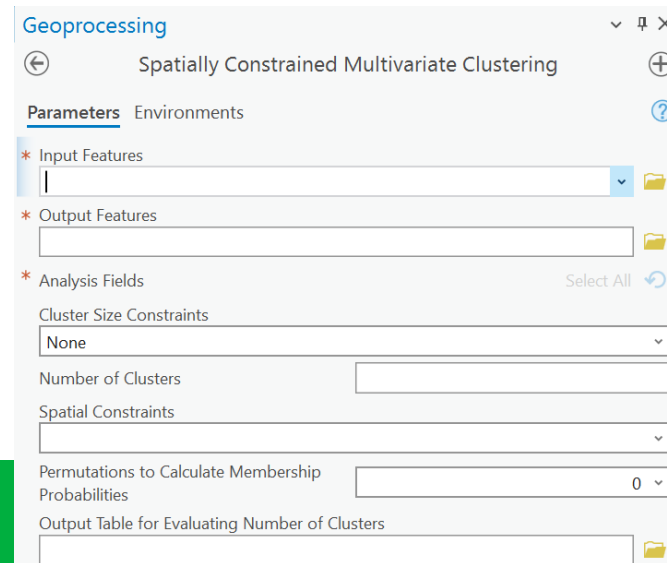 Geoprocessing
Spatially Constrained Multivariate Clustering
Parameters Environments
* Input Features
* Output Features
* Analysis Fields Select All
Cluster Size Constraints
None
Number of Clusters
Spatial Constraints
Permutations to Calculate Membership
Probabilities
0
Output Table for Evaluating Number of Clusters